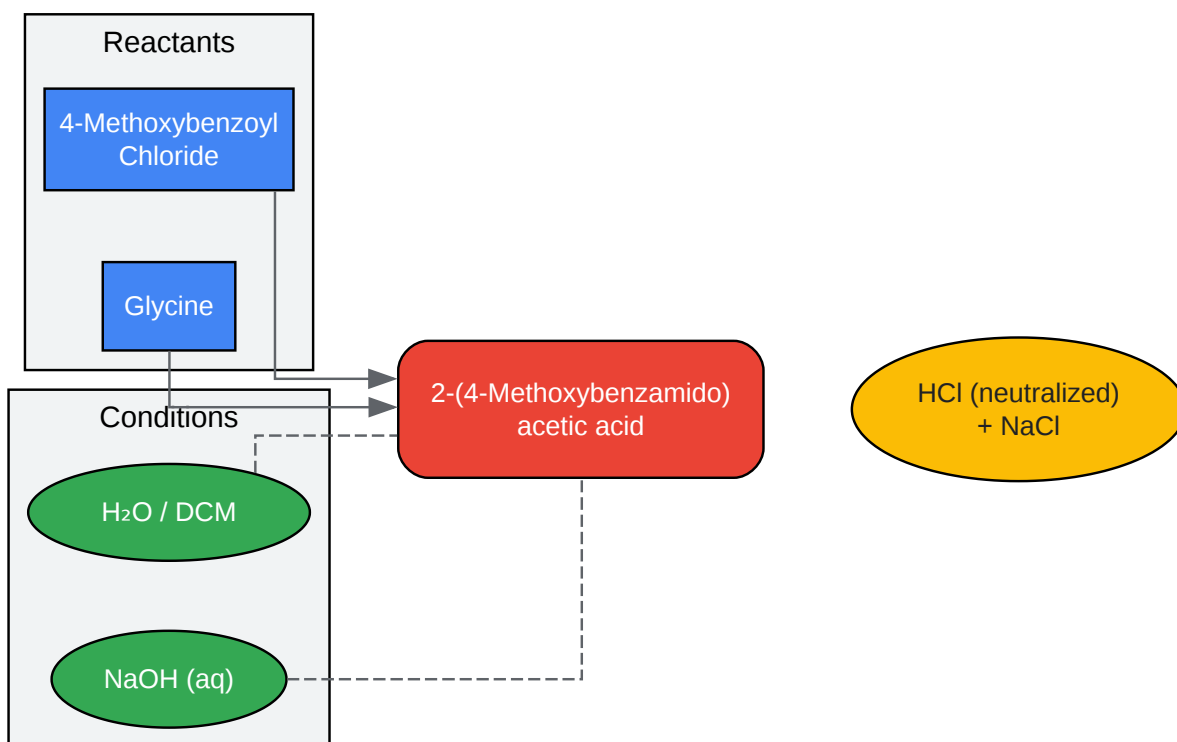 Reactants
4-Methoxybenzoyl
Chloride
Glycine
Conditions
H₂O / DCM
NaOH (aq)
2-(4-Methoxybenzamido)
acetic acid
HCl (neutralized)
+ NaCl